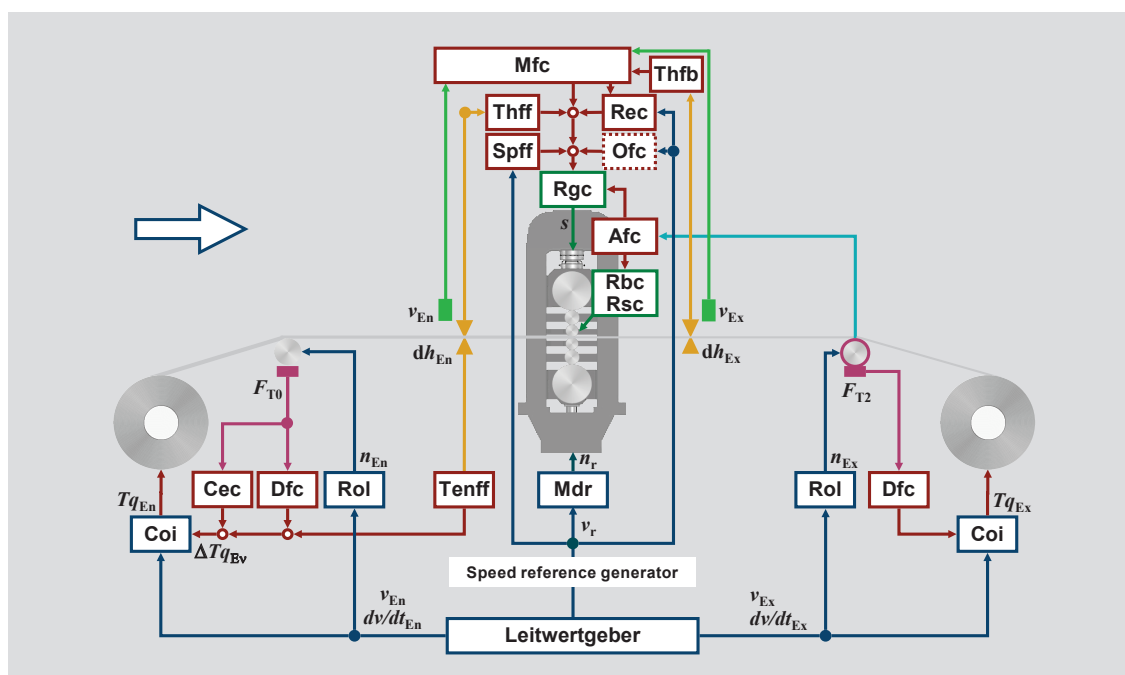 Mfc
Thfb
Thff
Rec
Spff
Ofc
Rgc
s
Afc
Rbc
Rsc
vEn
vEx
dhEn
dhEx
FT0
FT2
nEn
nr
nEx
TqEn
Cec
Dfc
Rol
Tenff
Mdr
Rol
Dfc
TqEx
Coi
ΔTqEv
vr
Coi
Speed reference generator
vEn
dv/dtEn
vEx
dv/dtEx
Leitwertgeber